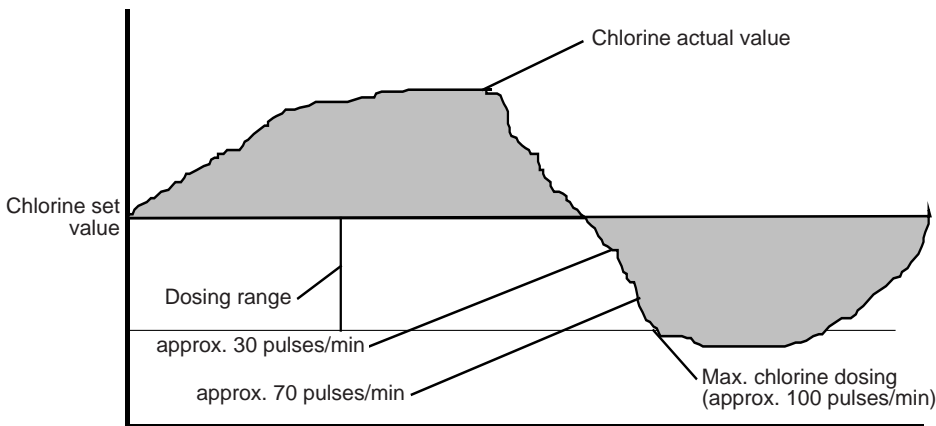 Chlorine actual value
Chlorine set
value
Dosing range
approx. 30 pulses/min
approx. 70 pulses/min
Max. chlorine dosing
(approx. 100 pulses/min)